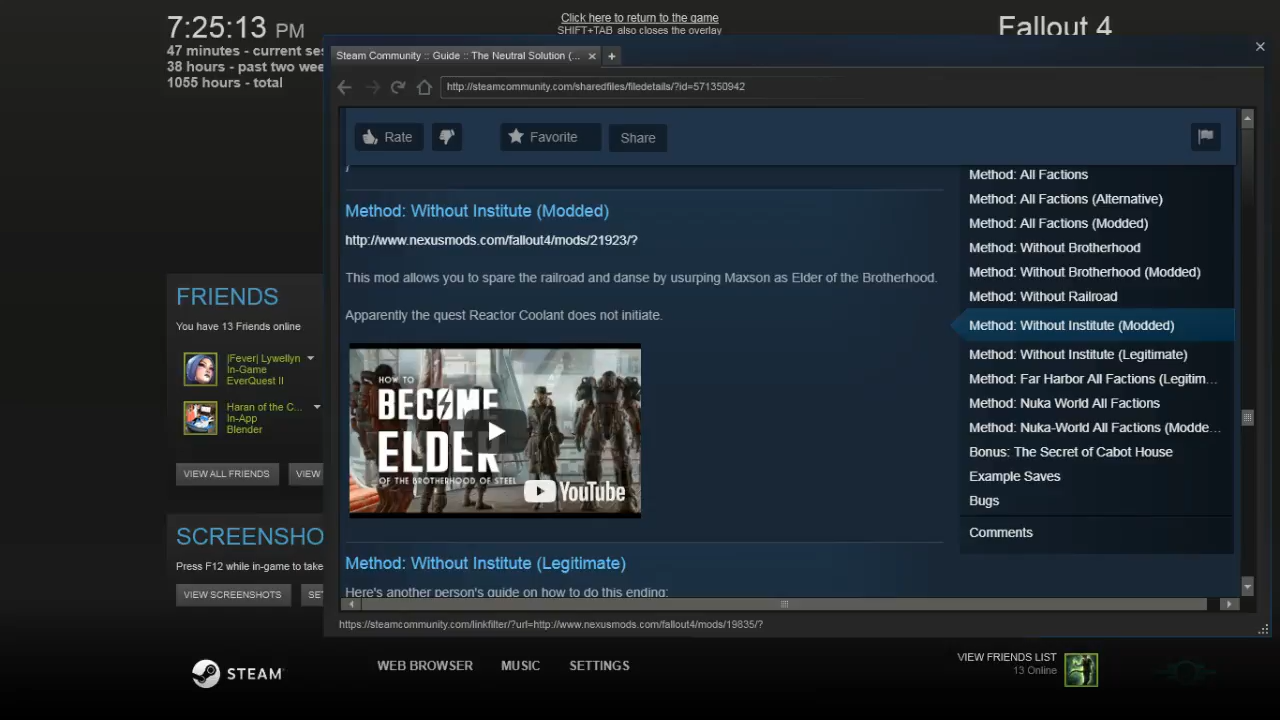 7:25:13 PM
47 minutes - current ses
38 hours - past two wee
1055 hours - total
Click here to return to the game
SHIFT+TAB also closes the overlay
Fallout 4
Steam Community :: Guide :: The Neutral Solution (...
http://steamcommunity.com/sharedfiles/filedetails/?id=571350942
Rate
Favorite
Share
Method: Without Institute (Modded)
http://www.nexusmods.com/fallout4/mods/21923/?
This mod allows you to spare the railroad and danse by usurping Maxson as Elder of the Brotherhood.
Apparently the quest Reactor Coolant does not initiate.
HOW TO
BECOME
ELDER
OF THE BROTHERHOOD OF STEEL
YouTube
Method: Without Institute (Legitimate)
Here's another person's guide on how to do this ending:
Method: All Factions
Method: All Factions (Alternative)
Method: All Factions (Modded)
Method: Without Brotherhood
Method: Without Brotherhood (Modded)
Method: Without Railroad
Method: Without Institute (Modded)
Method: Without Institute (Legitimate)
Method: Far Harbor All Factions (Legitim...
Method: Nuka World All Factions
Method: Nuka-World All Factions (Modde...
Bonus: The Secret of Cabot House
Example Saves
Bugs
Comments
https://steamcommunity.com/linkfilter/?url=http://www.nexusmods.com/fallout4/mods/19835/?
FRIENDS
You have 13 Friends online
|Fever| Lywellyn
In-Game
EverQuest II
Haran of the C...
In-App
Blender
VIEW ALL FRIENDS
VIEW
SCREENSHO
Press F12 while in-game to take
VIEW SCREENSHOTS
SE
STEAM
WEB BROWSER
MUSIC
SETTINGS
VIEW FRIENDS LIST
13 Online